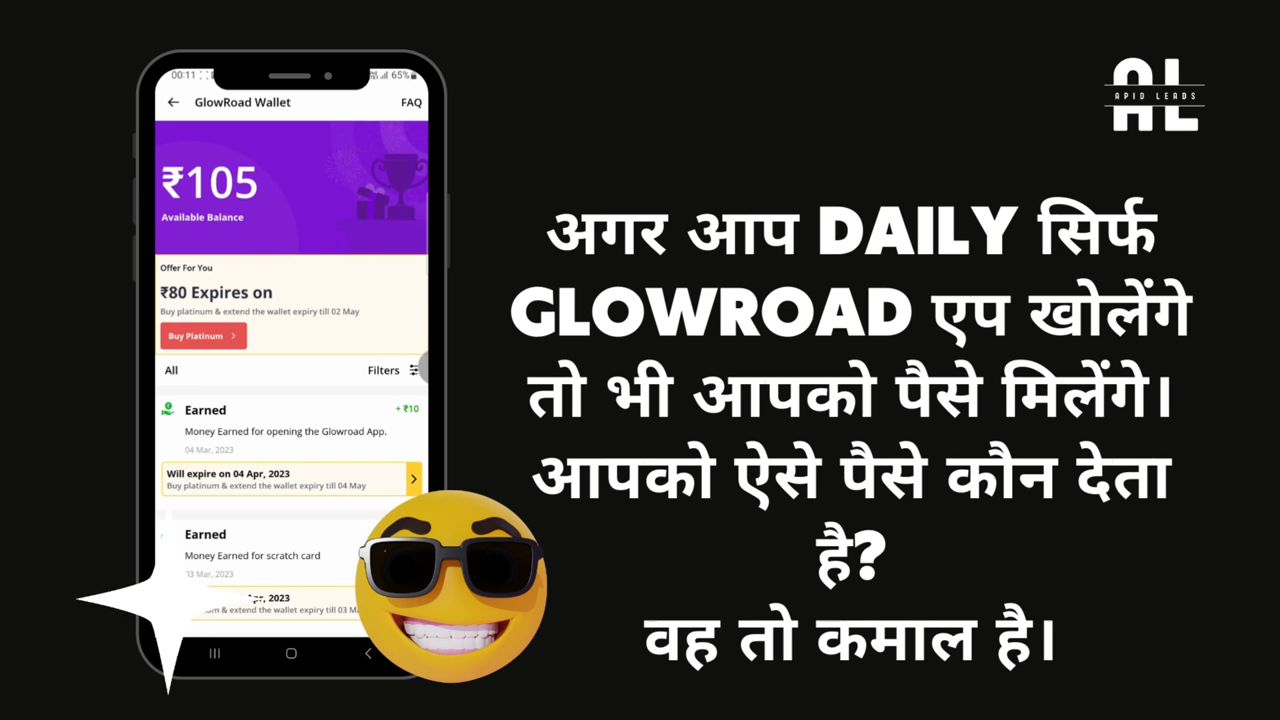 00:11
65%
GlowRoad Wallet
FAQ
₹105
Available Balance
Offer For You
₹80 Expires on
Buy platinum & extend the wallet expiry till 02 May
Buy Platinum
All
Filters
Earned
+ ₹10
Money Earned for opening the Glowroad App.
04 Mar, 2023
Will expire on 04 Apr, 2023
Buy platinum & extend the wallet expiry till 04 May
Earned
Money Earned for scratch card
03 Mar, 2023
2023
& extend the wallet expiry till 03
AL
APID LEADS
अगर आप DAILY सिर्फ
GLOWROAD एप खोलेंगे
तो भी आपको पैसे मिलेंगे।
आपको ऐसे पैसे कौन देता
है?
वह तो कमाल है।